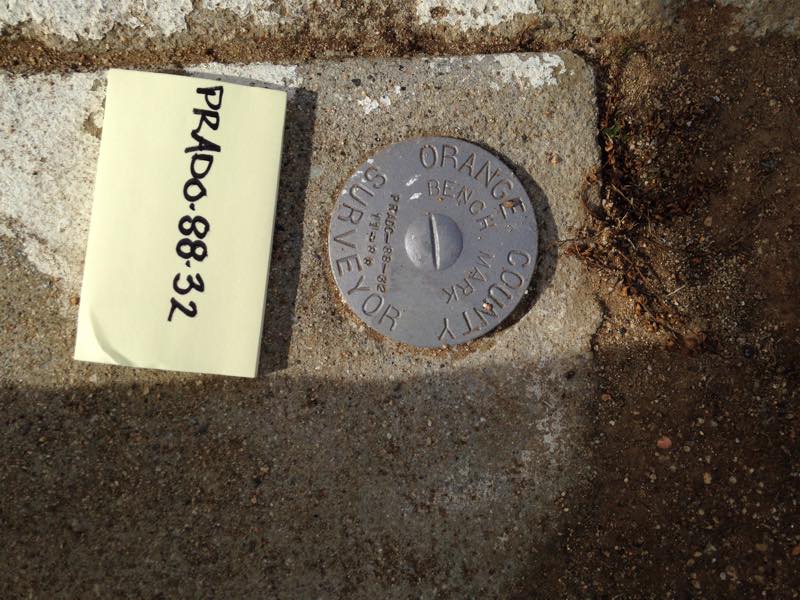 PRADO-88-32
ORANGE COUNTY
SURVEYOR
BENCH MARK
PRADO-88-32